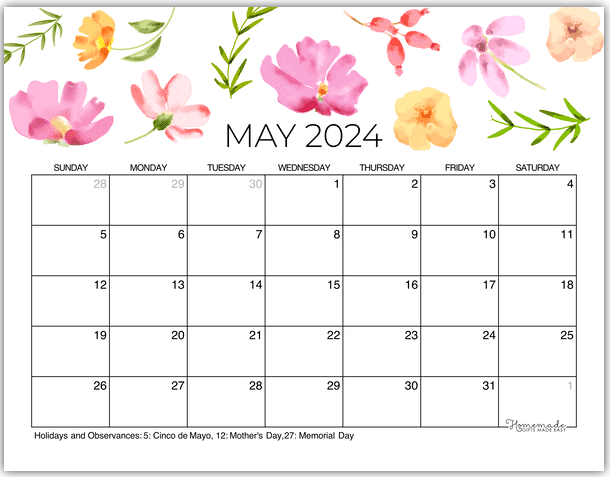 MAY 2024
SUNDAY MONDAY TUESDAY WEDNESDAY THURSDAY FRIDAY SATURDAY
28 29 30 1 2 3 4
5 6 7 8 9 10 11
12 13 14 15 16 17 18
19 20 21 22 23 24 25
26 27 28 29 30 31 1
Homemade
GIFTS MADE EASY
Holidays and Observances: 5: Cinco de Mayo, 12: Mother's Day,27: Memorial Day